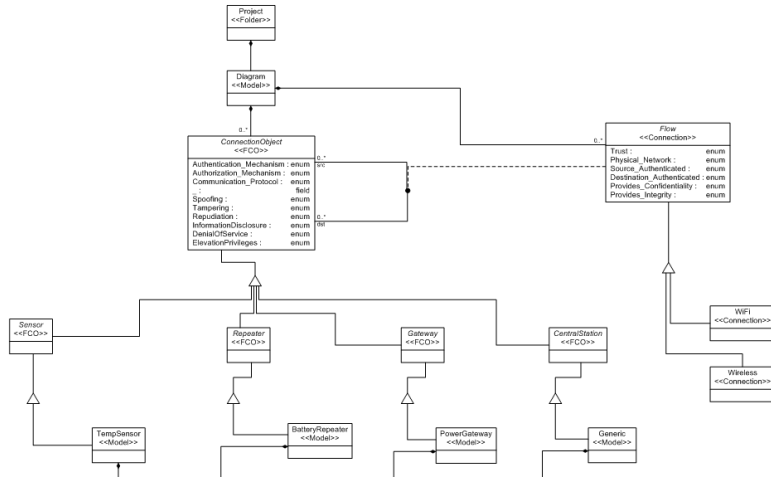 Project
<<Folder>>
Diagram
<<Model>>
0..*
0..*
ConnectionObject
<<FCO>>
Authentication_Mechanism : enum
Authorization_Mechanism : enum
Communication_Protocol : enum
_ : field
Spoofing : enum
Tampering : enum
Repudiation : enum
InformationDisclosure : enum
DenialOfService : enum
ElevationPrivileges : enum
0..*
src
0..*
dst
Flow
<<Connection>>
Trust : enum
Physical_Network : enum
Source_Authenticated : enum
Destination_Authenticated : enum
Provides_Confidentiality : enum
Provides_Integrity : enum
Sensor
<<FCO>>
Repeater
<<FCO>>
Gateway
<<FCO>>
CentralStation
<<FCO>>
WiFi
<<Connection>>
Wireless
<<Connection>>
TempSensor
<<Model>>
BatteryRepeater
<<Model>>
PowerGateway
<<Model>>
Generic
<<Model>>